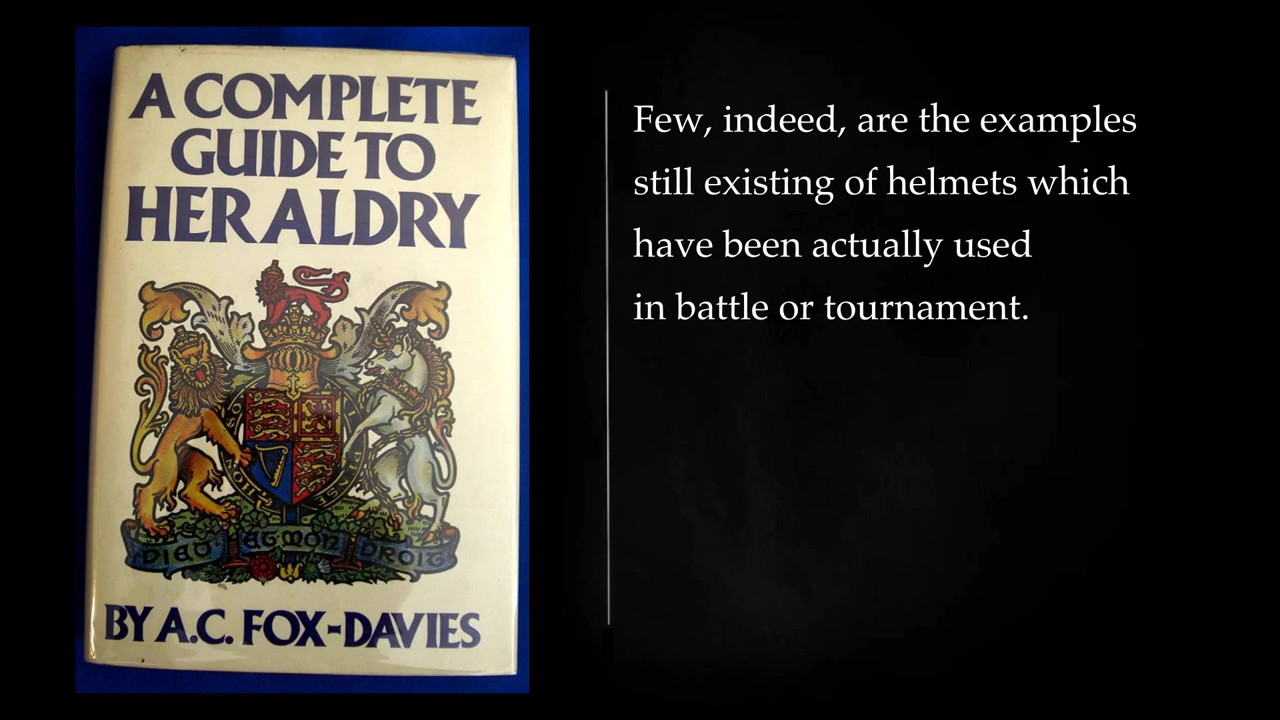 A COMPLETE
GUIDE TO
HERALDRY
DIEU ET MON DROIT
BY A.C. FOX-DAVIES
Few, indeed, are the examples
still existing of helmets which
have been actually used
in battle or tournament.